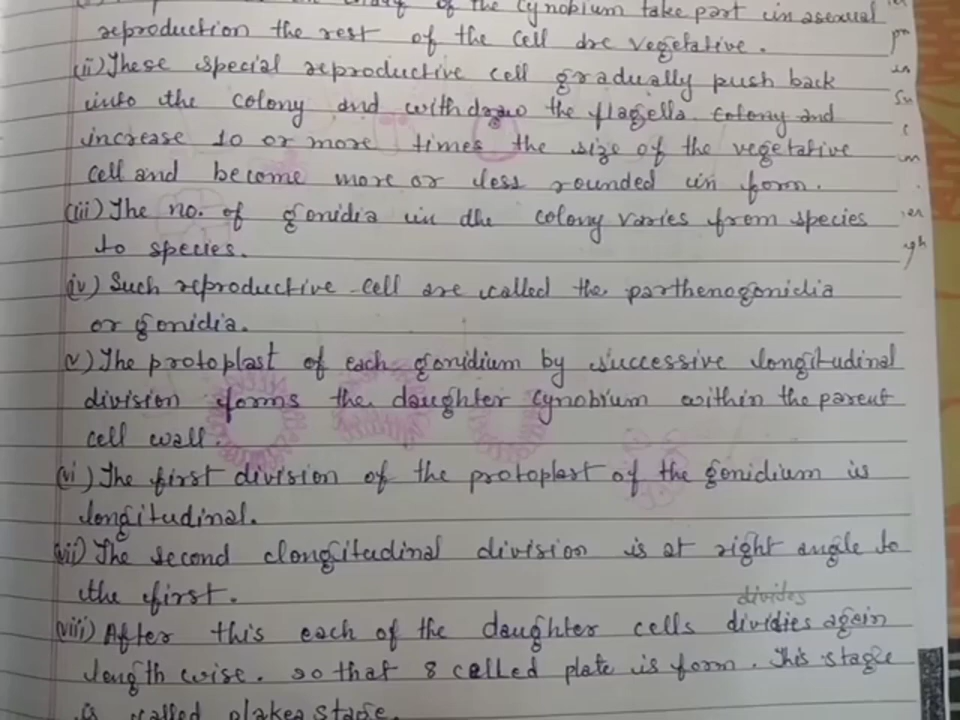 of the Cynobium take part in asexual
reproduction the rest of the cell are vegetative.
(ii) These special reproductive cell gradually push back
into the colony and withdraw the flagella colony and
increase 10 or more times the size of the vegetative
cell and become more or less rounded in form.
(iii) The no. of gonidia in the colony varies from species
to species.
(iv) Such reproductive cell are called the parthenogonidia
or gonidia.
(v) The protoplast of each gonidium by successive longitudinal
division forms the daughter Cynobium within the parent
cell wall.
(vi) The first division of the protoplast of the gonidium is
longitudinal.
(vii) The second longitudinal division is at right angle to
the first.
divides
(viii) After this each of the daughter cells dividies again
length wise. so that 8 celled plate is form. This stage
is called plakea stage.